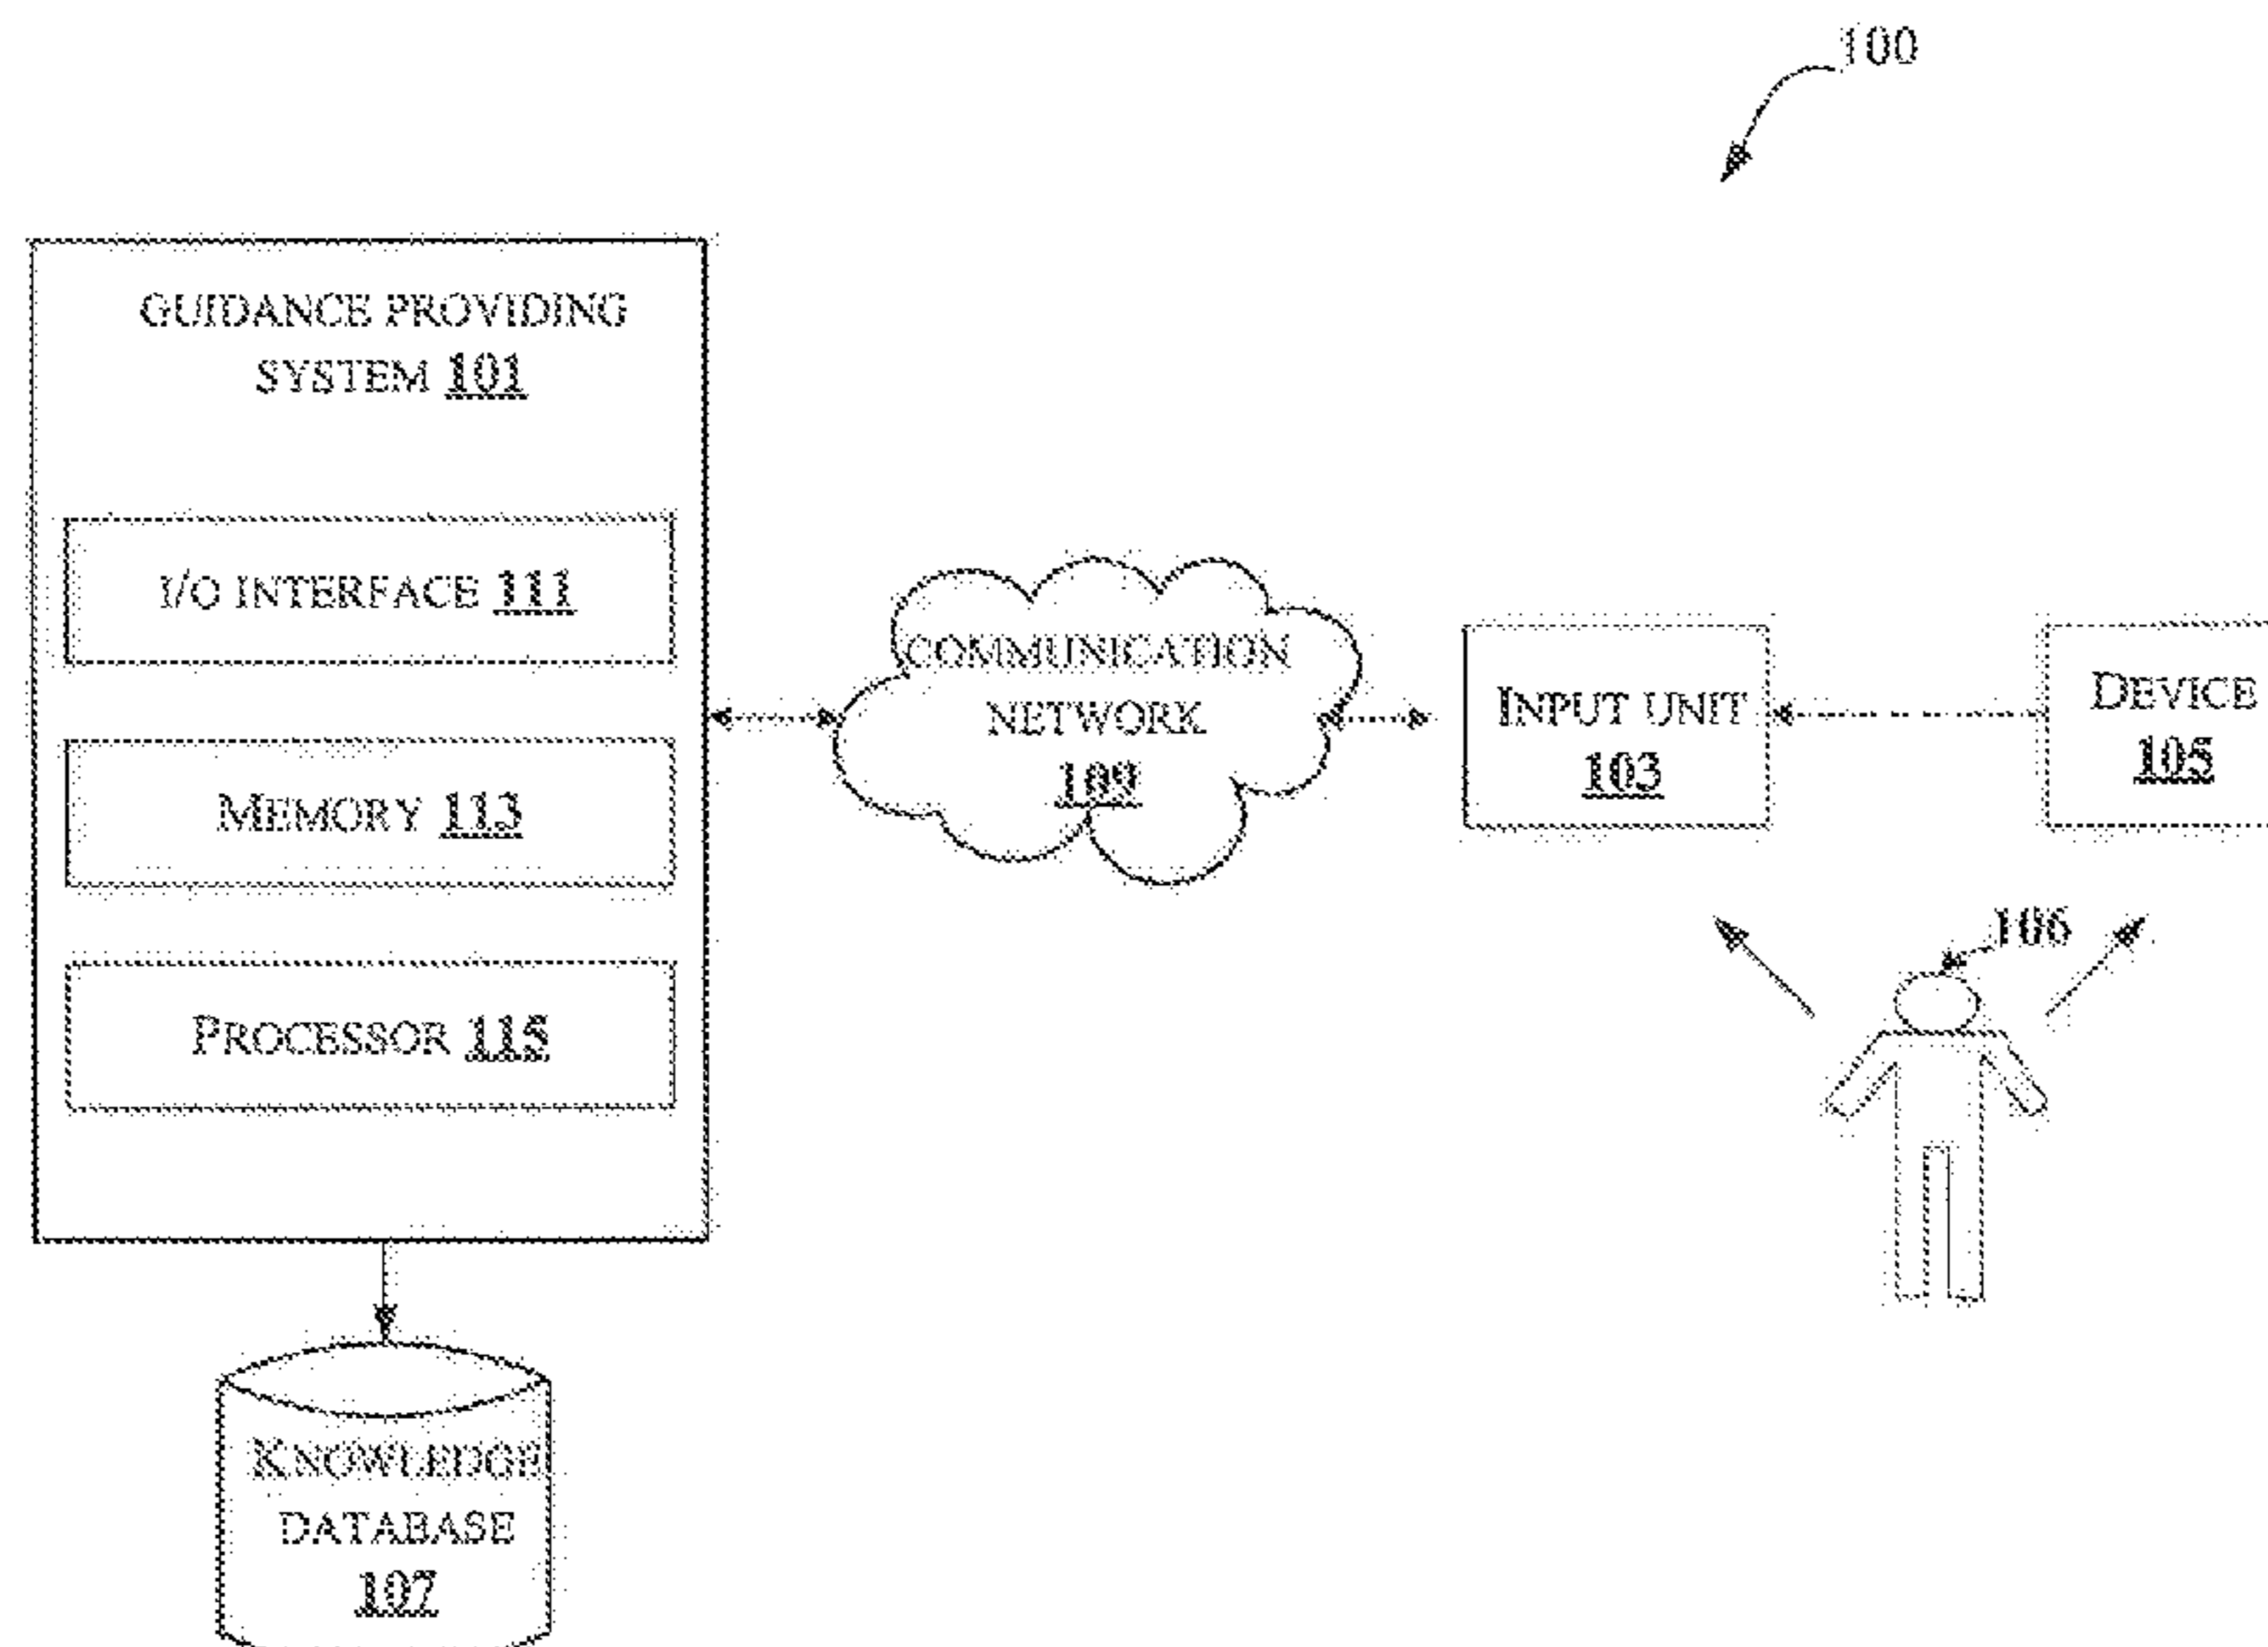 100
GUIDANCE PROVIDING
SYSTEM 101
I/O INTERFACE 111
MEMORY 113
PROCESSOR 115
COMMUNICATION
NETWORK
109
INPUT UNIT
103
DEVICE
105
106
KNOWLEDGE
DATABASE
107